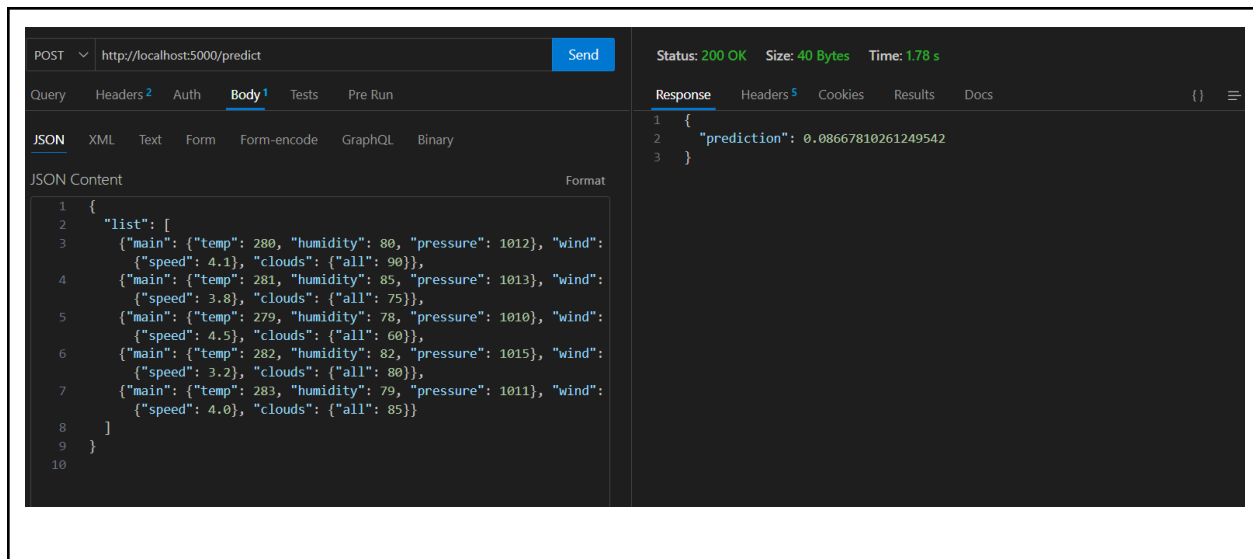 POST http://localhost:5000/predict Send
Query Headers 2 Auth Body 1 Tests Pre Run
JSON XML Text Form Form-encode GraphQL Binary
JSON Content Format
1 {
2 "list": [
3 {"main": {"temp": 280, "humidity": 80, "pressure": 1012}, "wind":
{"speed": 4.1}, "clouds": {"all": 90}},
4 {"main": {"temp": 281, "humidity": 85, "pressure": 1013}, "wind":
{"speed": 3.8}, "clouds": {"all": 75}},
5 {"main": {"temp": 279, "humidity": 78, "pressure": 1010}, "wind":
{"speed": 4.5}, "clouds": {"all": 60}},
6 {"main": {"temp": 282, "humidity": 82, "pressure": 1015}, "wind":
{"speed": 3.2}, "clouds": {"all": 80}},
7 {"main": {"temp": 283, "humidity": 79, "pressure": 1011}, "wind":
{"speed": 4.0}, "clouds": {"all": 85}}
8 ]
9 }
10
Status: 200 OK Size: 40 Bytes Time: 1.78 s
Response Headers 5 Cookies Results Docs { }
1 {
2 "prediction": 0.08667810261249542
3 }